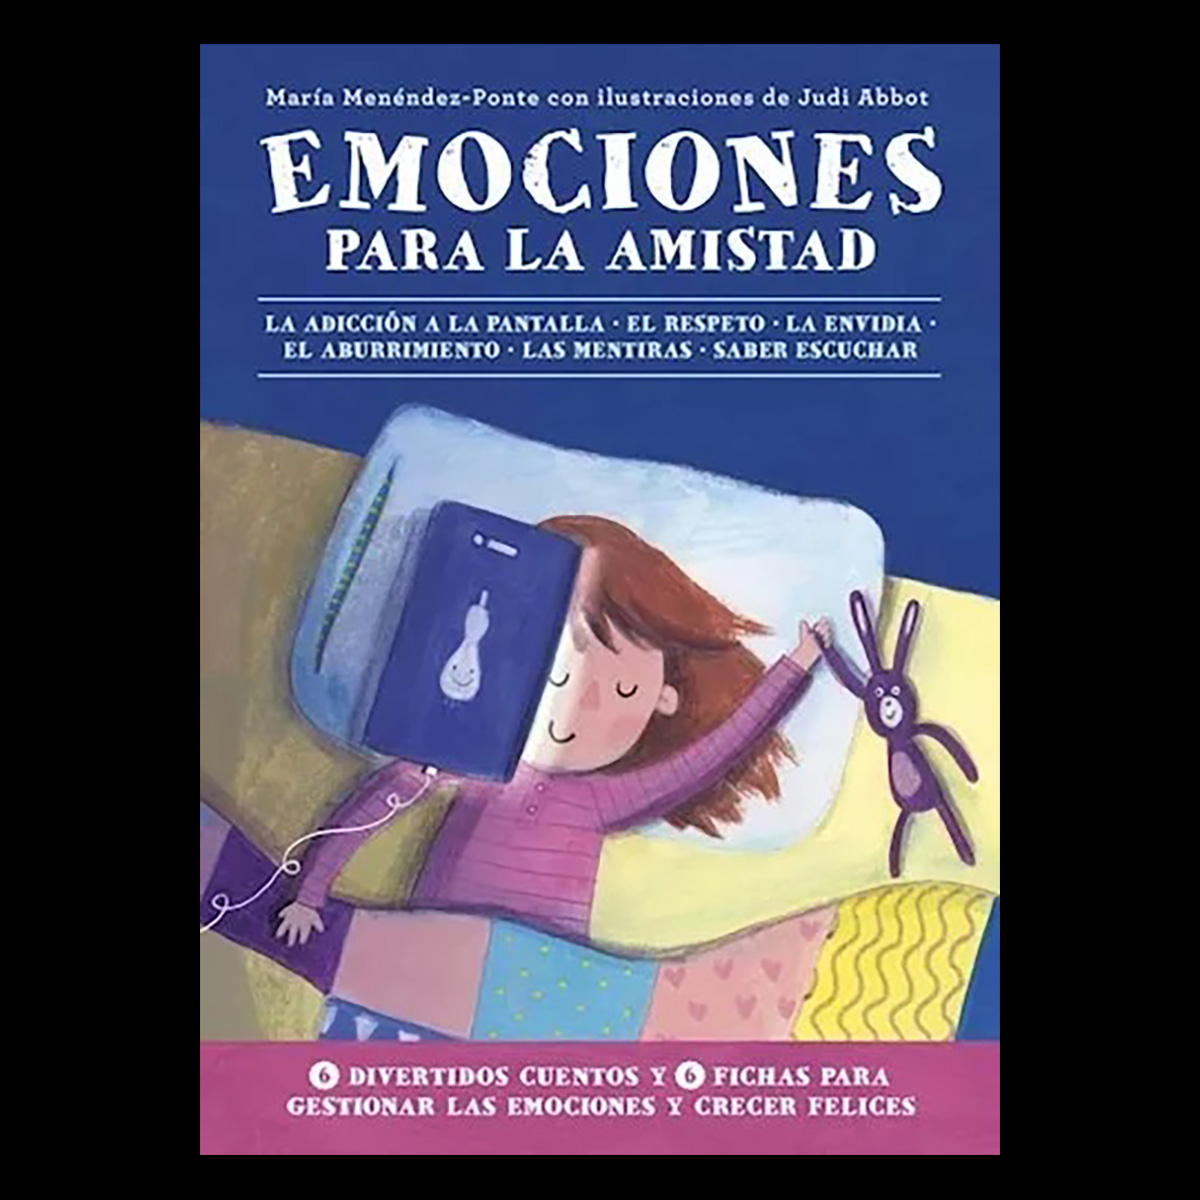 María Menéndez-Ponte con ilustraciones de Judi Abbot
EMOCIONES
PARA LA AMISTAD
LA ADICCIÓN A LA PANTALLA · EL RESPETO · LA ENVIDIA ·
EL ABURRIMIENTO · LAS MENTIRAS · SABER ESCUCHAR
6 DIVERTIDOS CUENTOS Y 6 FICHAS PARA
GESTIONAR LAS EMOCIONES Y CRECER FELICES